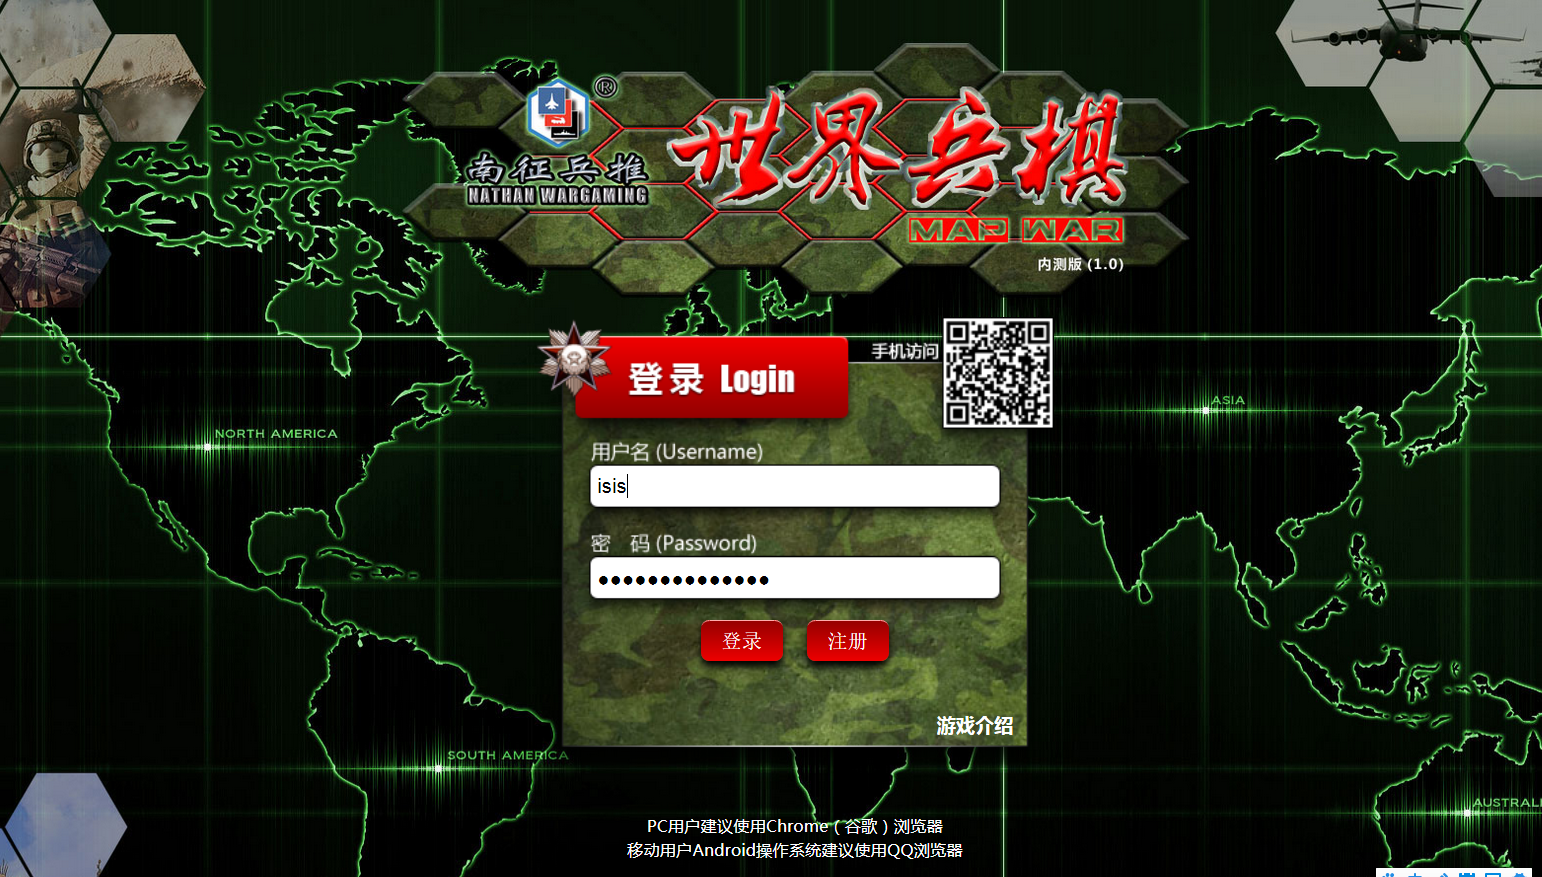 ®
南征兵推
NATHAN WARGAMING
世界兵棋
MAP WAR
内测版 (1.0)
手机访问
登录 Login
NORTH AMERICA
ASIA
用户名 (Username)
isis
密 码 (Password)
登录 注册
游戏介绍
SOUTH AMERICA
PC用户建议使用Chrome（谷歌）浏览器
移动用户Android操作系统建议使用QQ浏览器